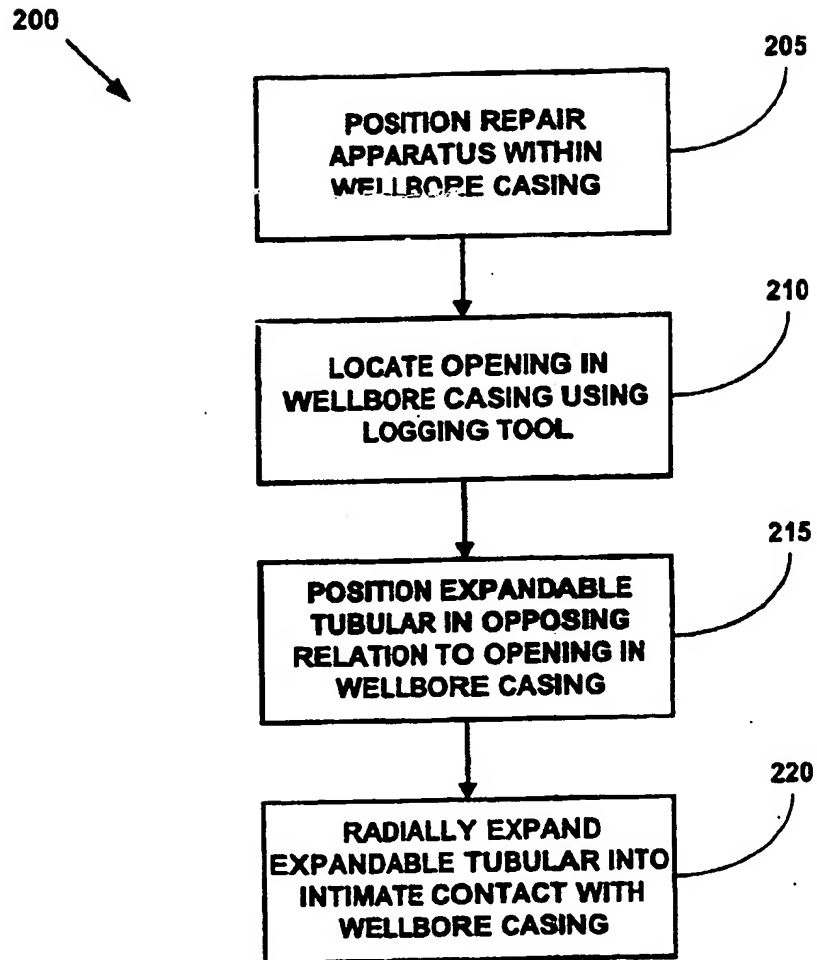 200
205
POSITION REPAIR
APPARATUS WITHIN
WELLBORE CASING
210
LOCATE OPENING IN
WELLBORE CASING USING
LOGGING TOOL
215
POSITION EXPANDABLE
TUBULAR IN OPPOSING
RELATION TO OPENING IN
WELLBORE CASING
220
RADIALLY EXPAND
EXPANDABLE TUBULAR INTO
INTIMATE CONTACT WITH
WELLBORE CASING